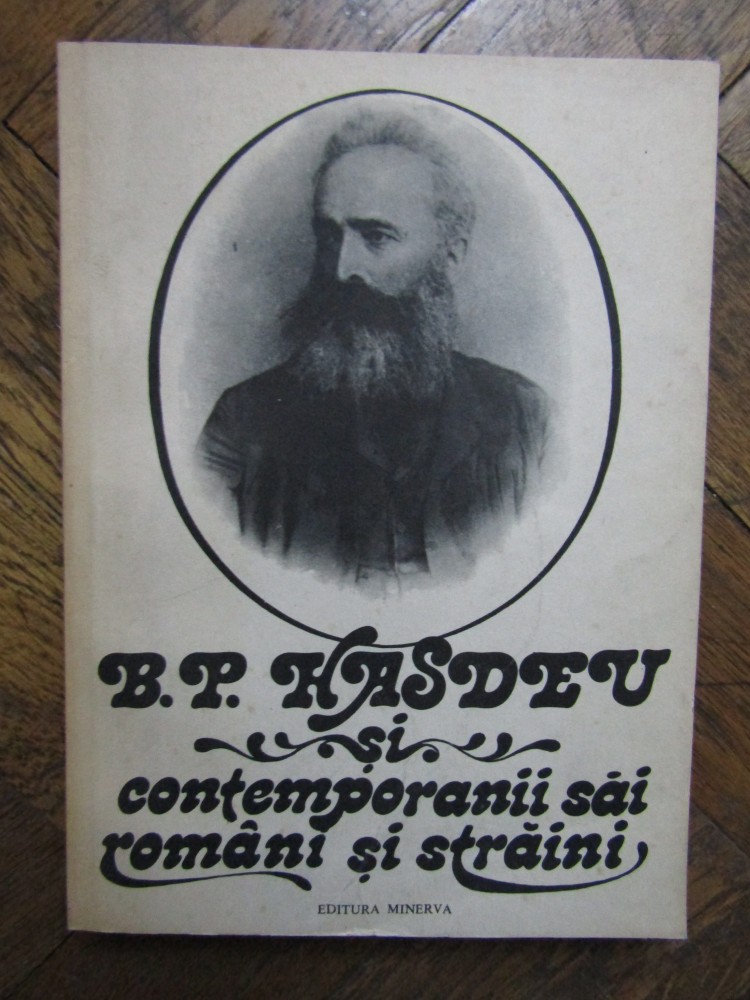 B.P. HASDEU
și
contemporanii săi
români și străini
EDITURA MINERVA